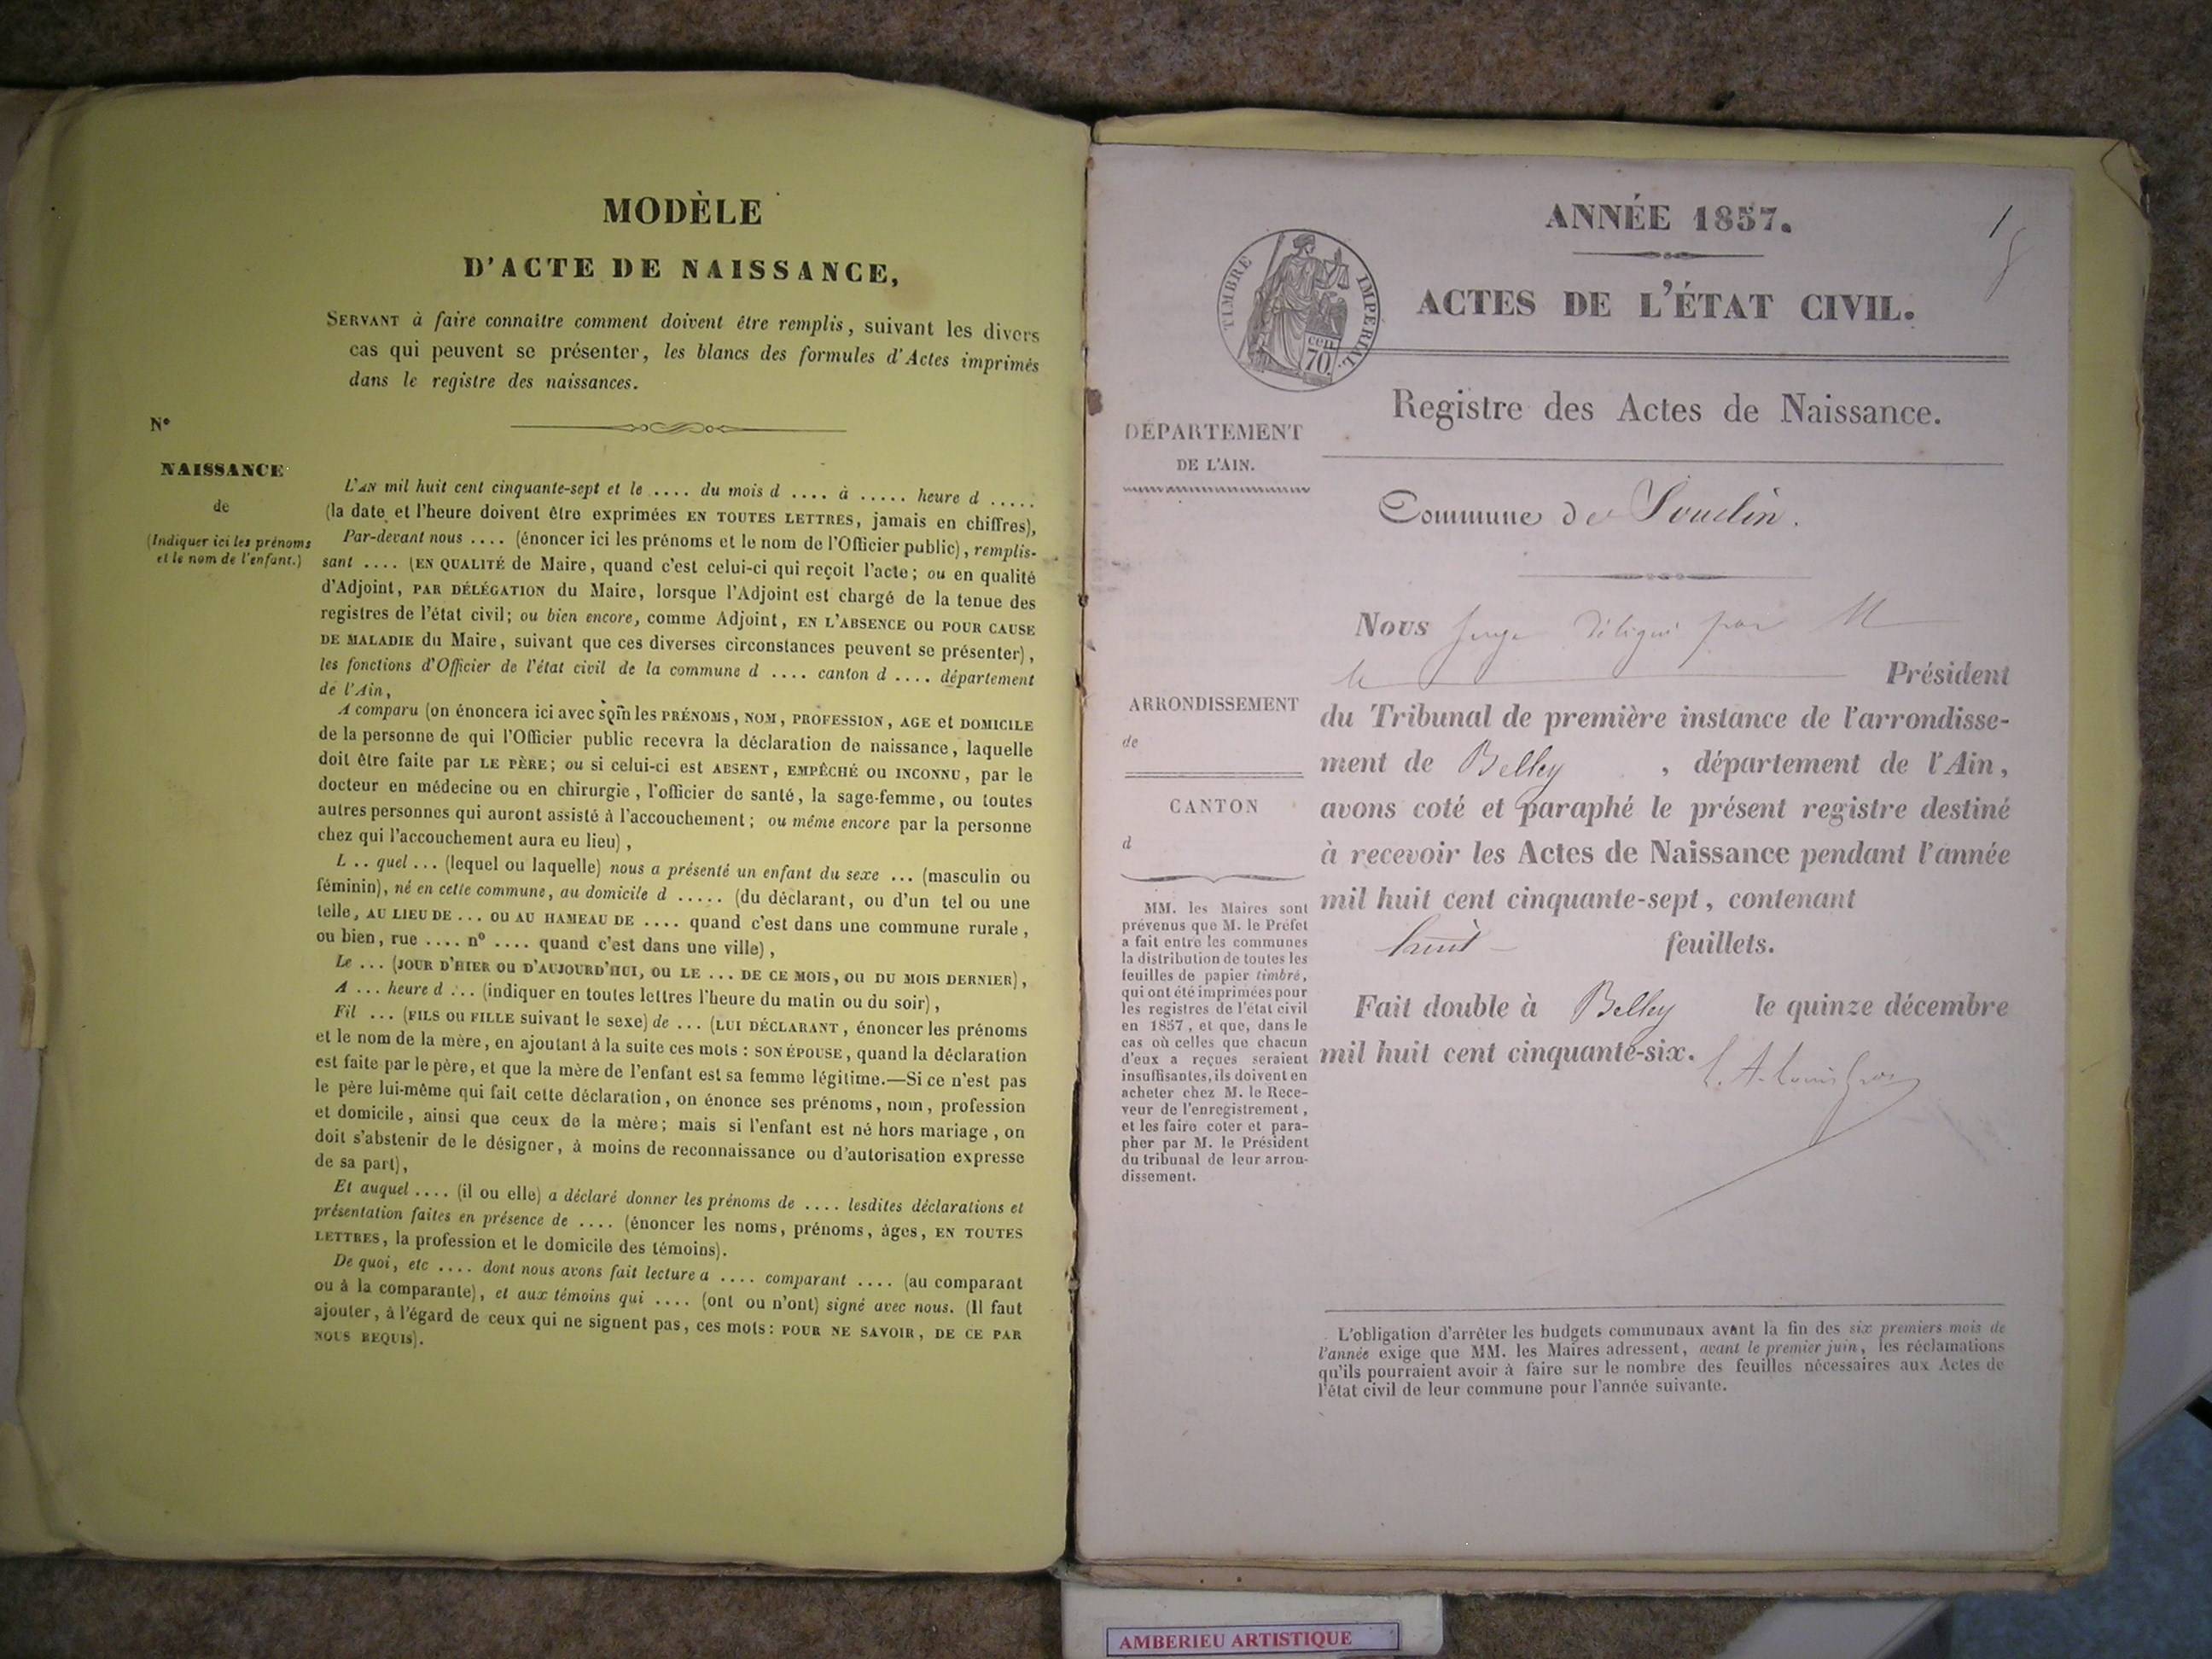 MODÈLE
D'ACTE DE NAISSANCE,
SERVANT à faire connaître comment doivent être remplis, suivant les divers
cas qui peuvent se présenter, les blancs des formules d'Actes imprimés
dans le registre des naissances.
N°
NAISSANCE
de
(Indiquer ici les prénoms
et le nom de l'enfant.)
L'AN mil huit cent cinquante-sept et le .... du mois d .... à ..... heure d .....
(la date et l'heure doivent être exprimées EN TOUTES LETTRES, jamais en chiffres),
Par-devant nous .... (énoncer ici les prénoms et le nom de l'Officier public), remplis-
sant .... (EN QUALITÉ de Maire, quand c'est celui-ci qui reçoit l'acte; ou en qualité
d'Adjoint, PAR DÉLÉGATION du Maire, lorsque l'Adjoint est chargé de la tenue des
registres de l'état civil; ou bien encore, comme Adjoint, EN L'ABSENCE OU POUR CAUSE
DE MALADIE du Maire, suivant que ces diverses circonstances peuvent se présenter),
les fonctions d'Officier de l'état civil de la commune d .... canton d .... département
de l'Ain,
A comparu (on énoncera ici avec soin les PRÉNOMS, NOM, PROFESSION, AGE et DOMICILE
de la personne de qui l'Officier public recevra la déclaration de naissance, laquelle
doit être faite par LE PÈRE; ou si celui-ci est ABSENT, EMPÊCHÉ OU INCONNU, par le
docteur en médecine ou en chirurgie, l'officier de santé, la sage-femme, ou toutes
autres personnes qui auront assisté à l'accouchement; ou même encore par la personne
chez qui l'accouchement aura eu lieu),
L .. quel ... (lequel ou laquelle) nous a présenté un enfant du sexe ... (masculin ou
féminin), né en cette commune, au domicile d ..... (du déclarant, ou d'un tel ou une
telle, AU LIEU DE ... OU AU HAMEAU DE .... quand c'est dans une commune rurale,
ou bien, rue .... n° .... quand c'est dans une ville),
Le ... (JOUR D'HIER OU D'AUJOURD'HUI, OU LE ... DE CE MOIS, OU DU MOIS DERNIER),
A ... heure d ... (indiquer en toutes lettres l'heure du matin ou du soir),
Fil ... (FILS OU FILLE suivant le sexe) de ... (LUI DÉCLARANT, énoncer les prénoms
et le nom de la mère, en ajoutant à la suite ces mots : SON ÉPOUSE, quand la déclaration
est faite par le père, et que la mère de l'enfant est sa femme légitime.—Si ce n'est pas
le père lui-même qui fait cette déclaration, on énonce ses prénoms, nom, profession
et domicile, ainsi que ceux de la mère; mais si l'enfant est né hors mariage, on
doit s'abstenir de le désigner, à moins de reconnaissance ou d'autorisation expresse
de sa part),
Et auquel .... (il ou elle) a déclaré donner les prénoms de .... lesdites déclarations et
présentation faites en présence de .... (énoncer les noms, prénoms, âges, EN TOUTES
LETTRES, la profession et le domicile des témoins).
De quoi, etc .... dont nous avons fait lecture a .... comparant .... (au comparant
ou à la comparante), et aux témoins qui .... (ont ou n'ont) signé avec nous. (Il faut
ajouter, à l'égard de ceux qui ne signent pas, ces mots: POUR NE SAVOIR, DE CE PAR
NOUS REQUIS).
ANNÉE 1857.
1
TIMBRE IMPÉRIAL.
CEN.
70.
ACTES DE L'ÉTAT CIVIL.
Registre des Actes de Naissance.
DÉPARTEMENT
DE L'AIN.
Commune de Souclin.
Nous Juge délégué par M
le Président
ARRONDISSEMENT
de
du Tribunal de première instance de l'arrondisse-
ment de Belley , département de l'Ain,
CANTON
d
avons coté et paraphé le présent registre destiné
à recevoir les Actes de Naissance pendant l'année
mil huit cent cinquante-sept, contenant
huit feuillets.
Fait double à Belley le quinze décembre
mil huit cent cinquante-six.
MM. les Maires sont
prévenus que M. le Préfet
a fait entre les communes
la distribution de toutes les
feuilles de papier timbré,
qui ont été imprimées pour
les registres de l'état civil
en 1857, et que, dans le
cas où celles que chacun
d'eux a reçues seraient
insuffisantes, ils doivent en
acheter chez M. le Rece-
veur de l'enregistrement,
et les faire coter et para-
pher par M. le Président
du tribunal de leur arron-
dissement.
L'obligation d'arrêter les budgets communaux avant la fin des six premiers mois de
l'année exige que MM. les Maires adressent, avant le premier juin, les réclamations
qu'ils pourraient avoir à faire sur le nombre des feuilles nécessaires aux Actes de
l'état civil de leur commune pour l'année suivante.
AMBERIEU ARTISTIQUE